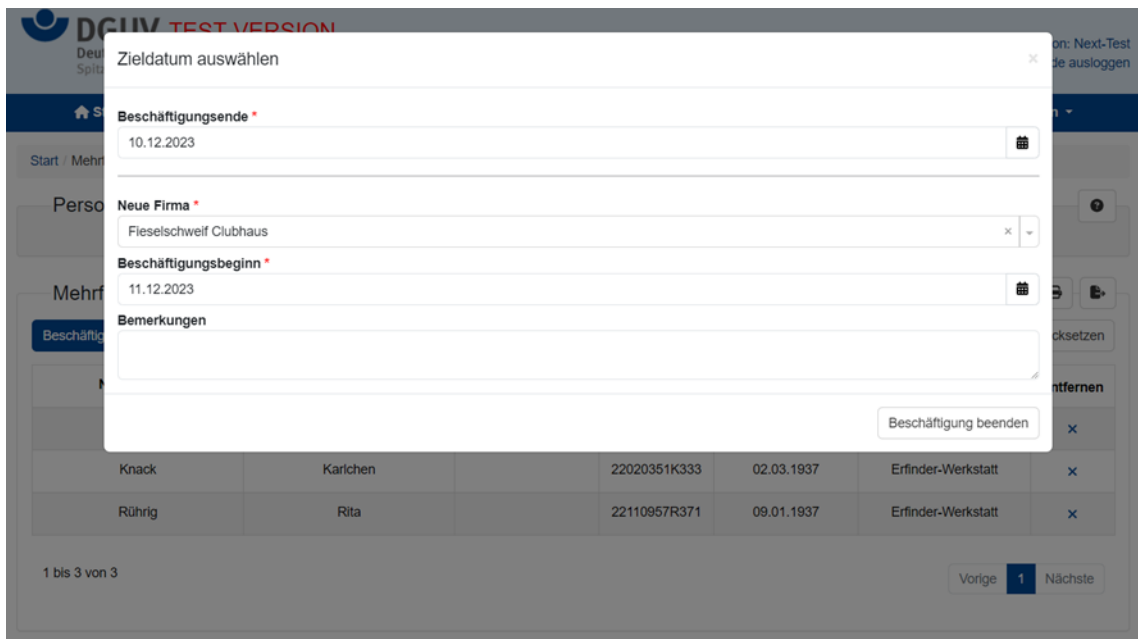 DGUV TEST VERSION
Zieldatum auswählen ×
on: Next-Test
de ausloggen
Beschäftigungsende *
10.12.2023
Start / Mehrf
Perso
Neue Firma *
Fieselschweif Clubhaus ×
Beschäftigungsbeginn *
Mehrf
11.12.2023
Bemerkungen
Beschäftig
cksetzen
ntfernen
Beschäftigung beenden
×
Knack Karlchen 22020351K333 02.03.1937 Erfinder-Werkstatt ×
Rührig Rita 22110957R371 09.01.1937 Erfinder-Werkstatt ×
1 bis 3 von 3
Vorige 1 Nächste